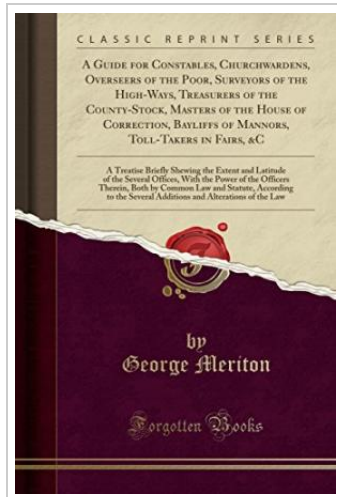 CLASSIC REPRINT SERIES
A GUIDE FOR CONSTABLES, CHURCHWARDENS,
OVERSEERS OF THE POOR, SURVEYORS OF THE
HIGH-WAYS, TREASURERS OF THE
COUNTY-STOCK, MASTERS OF THE HOUSE OF
CORRECTION, BAYLIFFS OF MANNORS,
TOLL-TAKERS IN FAIRS, &C
A Treatise Briefly Shewing the Extent and Latitude
of the Several Offices, With the Power of the Officers
Therein, Both by Common Law and Statute, According
to the Several Additions and Alterations of the Law
by
George Meriton
Forgotten Books